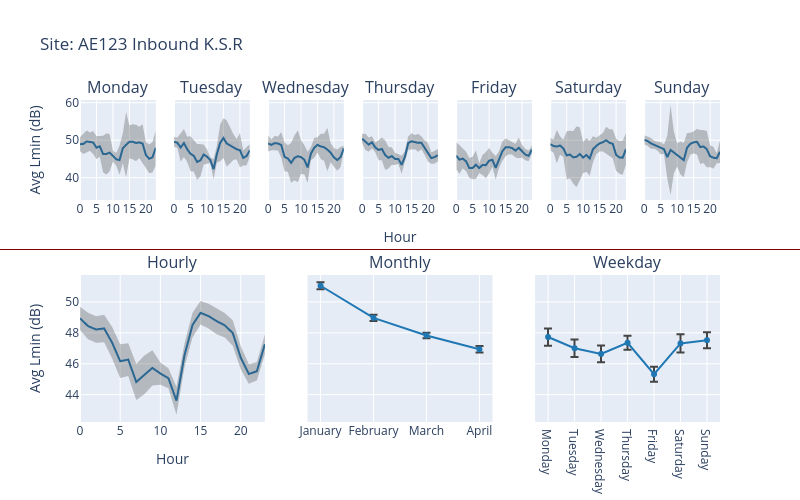 Site: AE123 Inbound K.S.R
Monday Tuesday Wednesday Thursday Friday Saturday Sunday
Avg Lmin (dB)
60
50
40
0 5 10 15 20 0 5 10 15 20 0 5 10 15 20 0 5 10 15 20 0 5 10 15 20 0 5 10 15 20 0 5 10 15 20
Hour
Hourly Monthly Weekday
Avg Lmin (dB)
50
48
46
44
0 5 10 15 20
Hour
January February March April
Monday
Tuesday
Wednesday
Thursday
Friday
Saturday
Sunday